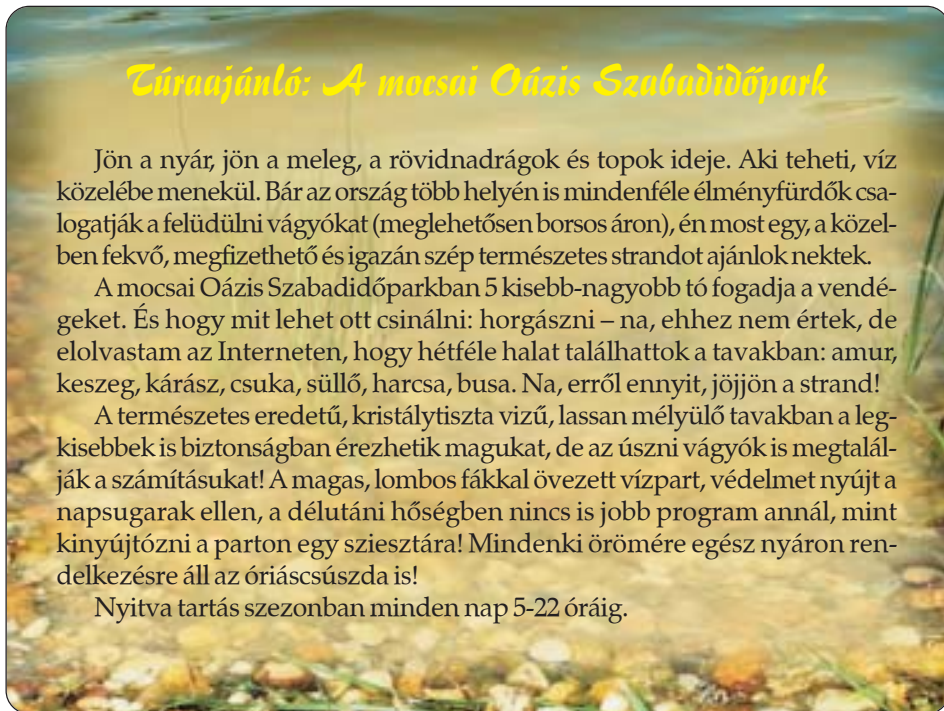 Túraajánló: A mocsai Oázis Szabadidőpark
Jön a nyár, jön a meleg, a rövidnadrágok és topok ideje. Aki teheti, víz
közelébe menekül. Bár az ország több helyén is mindenféle élményfürdők csa-
logatják a felüdülni vágyókat (meglehetősen borsos áron), én most egy, a közel-
ben fekvő, megfizethető és igazán szép természetes strandot ajánlok nektek.
A mocsai Oázis Szabadidőparkban 5 kisebb-nagyobb tó fogadja a vendé-
geket. És hogy mit lehet ott csinálni: horgászni – na, ehhez nem értek, de
elolvastam az Interneten, hogy hétféle halat találhattok a tavakban: amur,
keszeg, kárász, csuka, süllő, harcsa, busa. Na, erről ennyit, jöjjön a strand!
A természetes eredetű, kristálytiszta vizű, lassan mélyülő tavakban a leg-
kisebbek is biztonságban érezhetik magukat, de az úszni vágyók is megtalál-
ják a számításukat! A magas, lombos fákkal övezett vízpart, védelmet nyújt a
napsugarak ellen, a délutáni hőségben nincs is jobb program annál, mint
kinyújtózni a parton egy sziesztára! Mindenki örömére egész nyáron ren-
delkezésre áll az óriáscsúszda is!
Nyitva tartás szezonban minden nap 5-22 óráig.